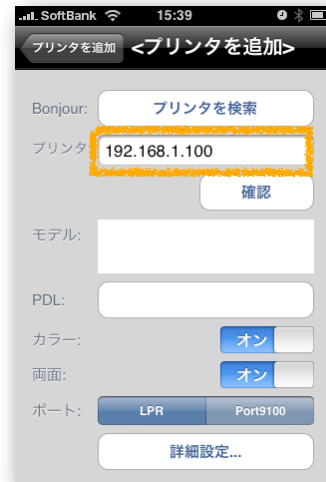 SoftBank 15:39
プリンタを追加 <プリンタを追加>
Bonjour: プリンタを検索
プリンタ 192.168.1.100
確認
モデル:
PDL:
カラー: オン
両面: オン
ポート: LPR Port9100
詳細設定...